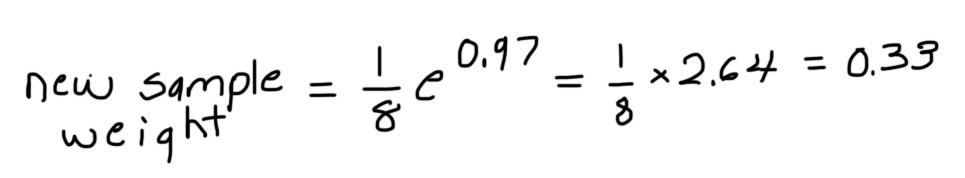 new sample weight = 1/8 e^0.97 = 1/8 × 2.64 = 0.33